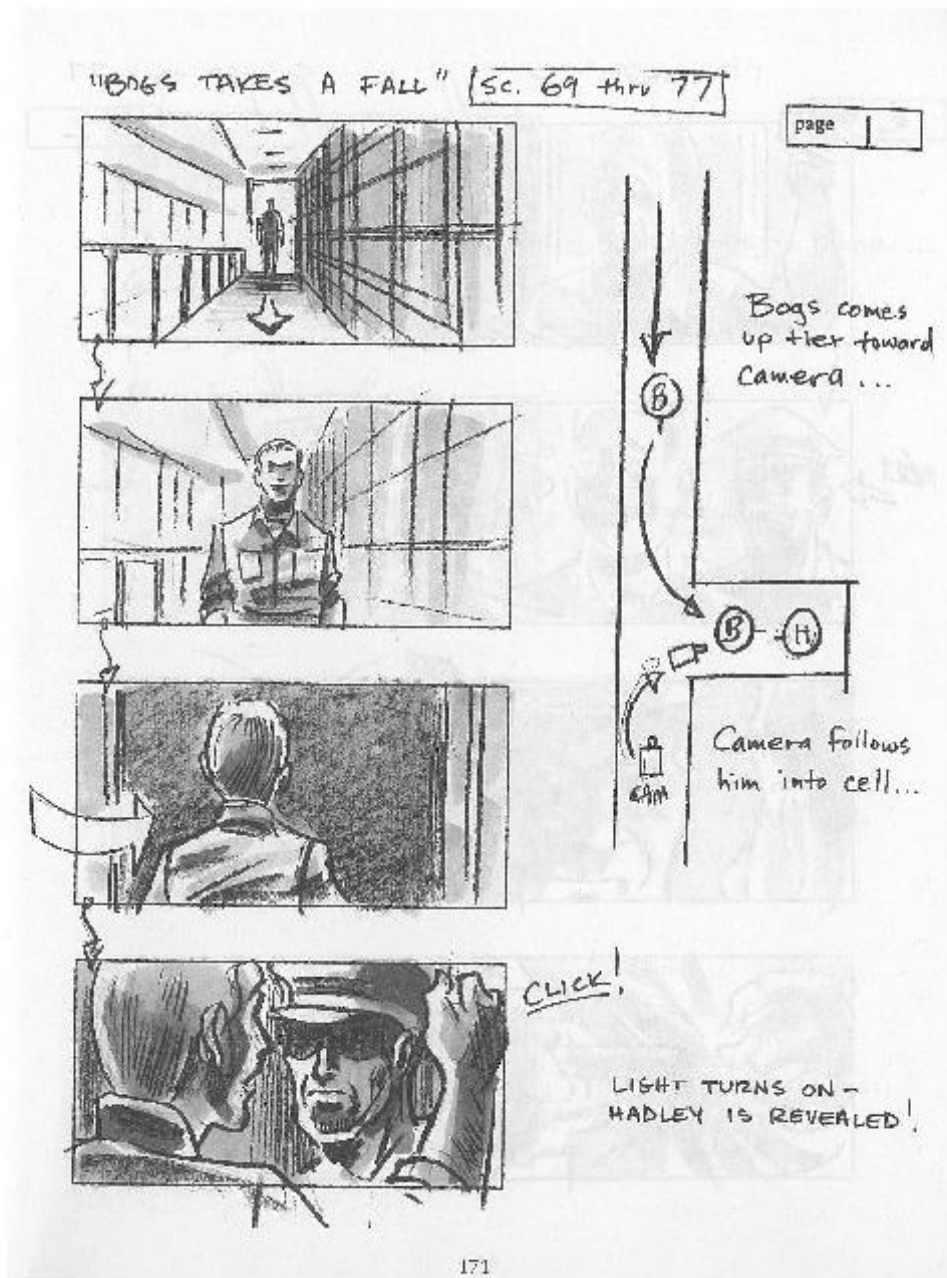 "BOGS TAKES A FALL" Sc. 69 thru 77
page 1
Bogs comes
up tier toward
Camera...
B
B H
CAM
Camera follows
him into cell...
CLICK!
LIGHT TURNS ON -
HADLEY IS REVEALED!
171